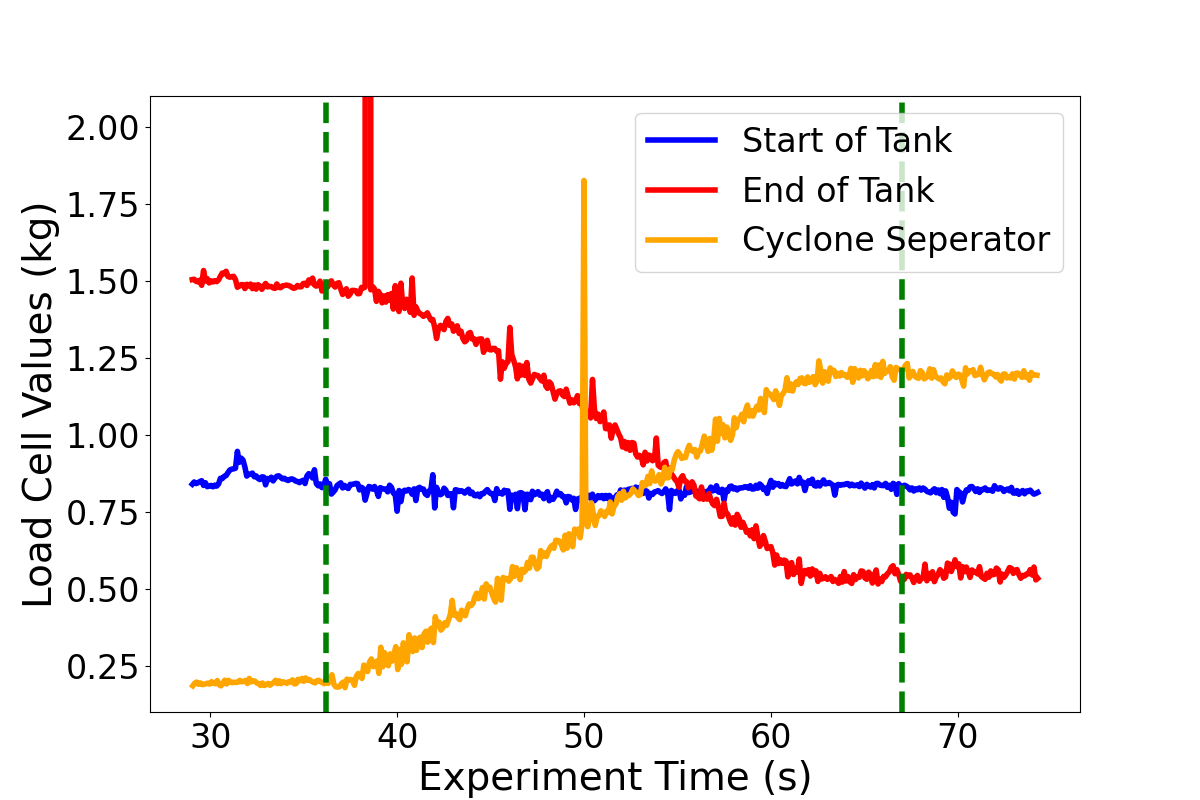 Load Cell Values (kg)
2.00
1.75
1.50
1.25
1.00
0.75
0.50
0.25
Start of Tank
End of Tank
Cyclone Seperator
30 40 50 60 70
Experiment Time (s)